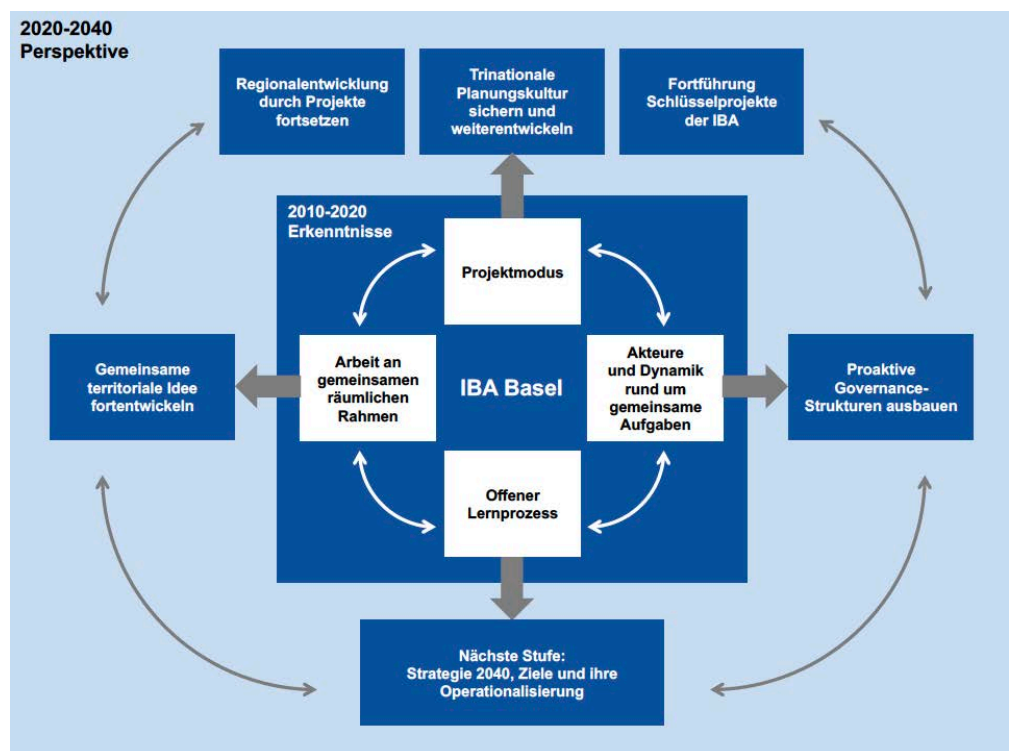 2020-2040
Perspektive
Regionalentwicklung
durch Projekte
fortsetzen
Trinationale
Planungskultur
sichern und
weiterentwickeln
Fortführung
Schlüsselprojekte
der IBA
2010-2020
Erkenntnisse
Projektmodus
Gemeinsame
territoriale Idee
fortentwickeln
Arbeit an
gemeinsamen
räumlichen
Rahmen
IBA Basel
Akteure
und Dynamik
rund um
gemeinsame
Aufgaben
Proaktive
Governance-
Strukturen ausbauen
Offener
Lernprozess
Nächste Stufe:
Strategie 2040, Ziele und ihre
Operationalisierung